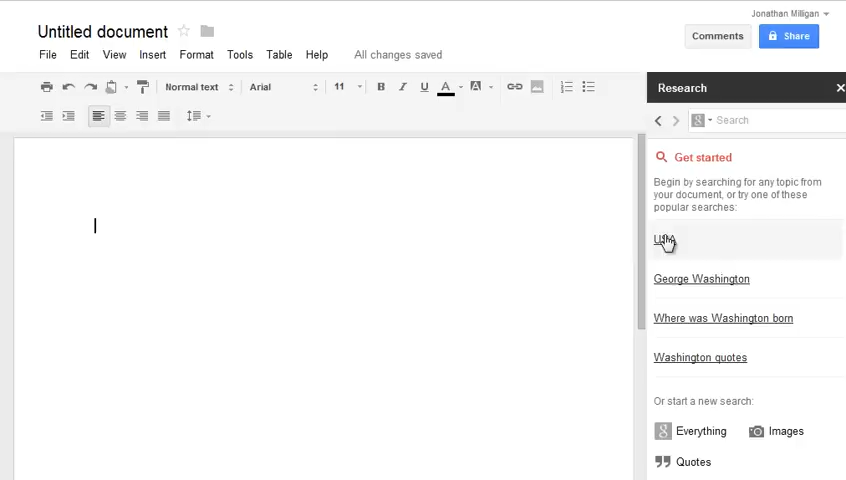 Jonathan Milligan
Untitled document
Comments
Share
File Edit View Insert Format Tools Table Help All changes saved
Normal text Arial 11 B I U A A
Research
Search
Get started
Begin by searching for any topic from
your document, or try one of these
popular searches:
George Washington
Where was Washington born
Washington quotes
Or start a new search:
Everything Images
Quotes